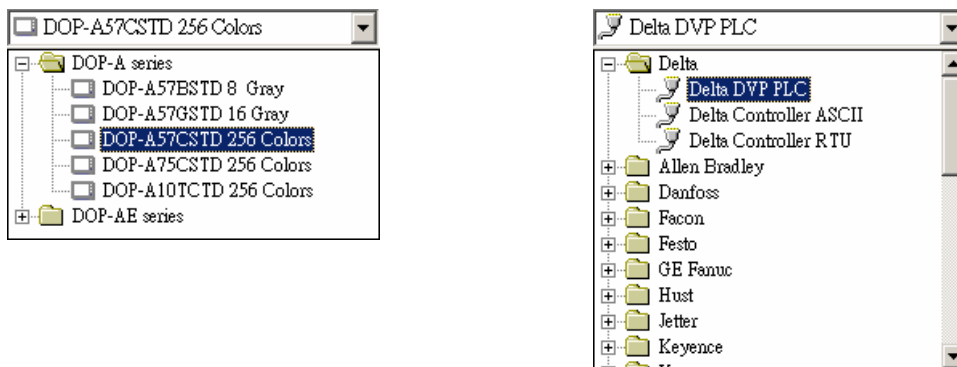 DOP-A57CSTD 256 Colors
DOP-A series
DOP-A57BSTD 8 Gray
DOP-A57GSTD 16 Gray
DOP-A57CSTD 256 Colors
DOP-A75CSTD 256 Colors
DOP-A10TCTD 256 Colors
DOP-AE series
Delta DVP PLC
Delta
Delta DVP PLC
Delta Controller ASCII
Delta Controller RTU
Allen Bradley
Danfoss
Facon
Festo
GE Fanuc
Hust
Jetter
Keyence